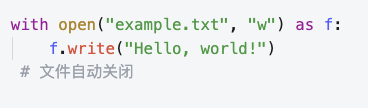 with open("example.txt", "w") as f:
    f.write("Hello, world!")
 # 文件自动关闭